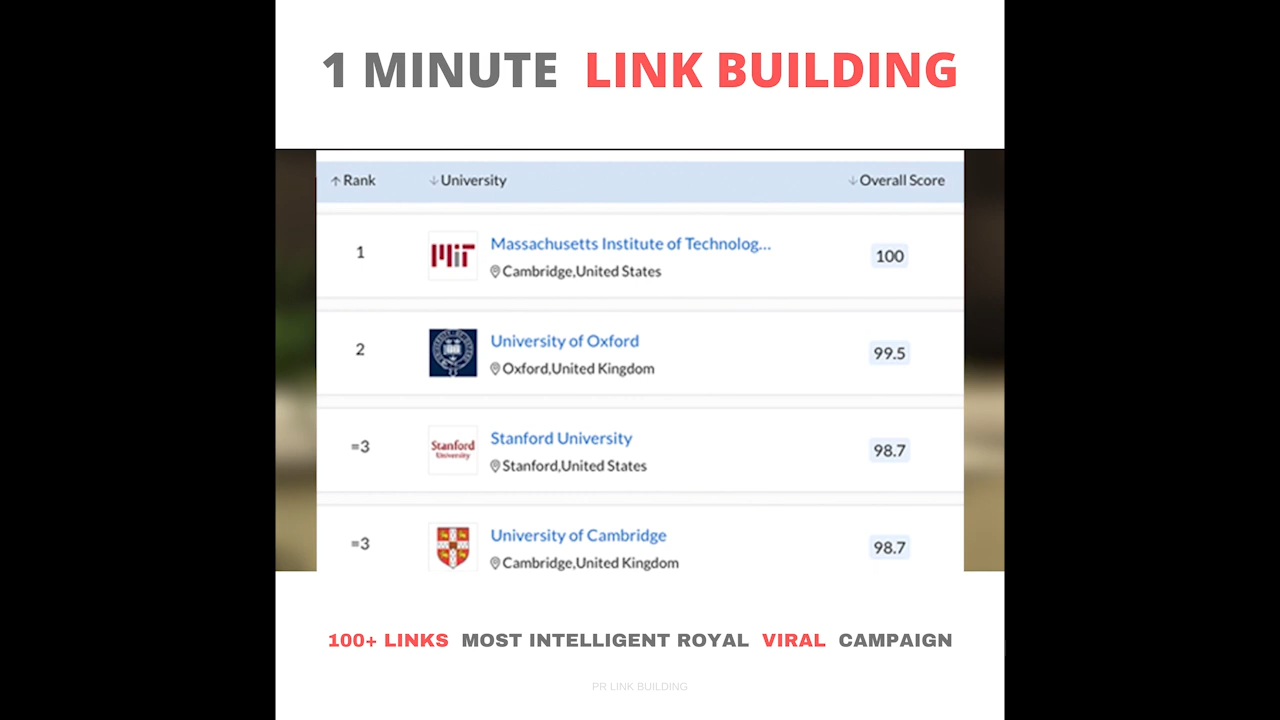 1 MINUTE LINK BUILDING
↑Rank ↓University ↓Overall Score
1
MiT
Massachusetts Institute of Technolog...
Cambridge,United States
100
2
University of Oxford
Oxford,United Kingdom
99.5
=3
Stanford
University
Stanford University
Stanford,United States
98.7
=3
University of Cambridge
Cambridge,United Kingdom
98.7
100+ LINKS MOST INTELLIGENT ROYAL VIRAL CAMPAIGN
PR LINK BUILDING